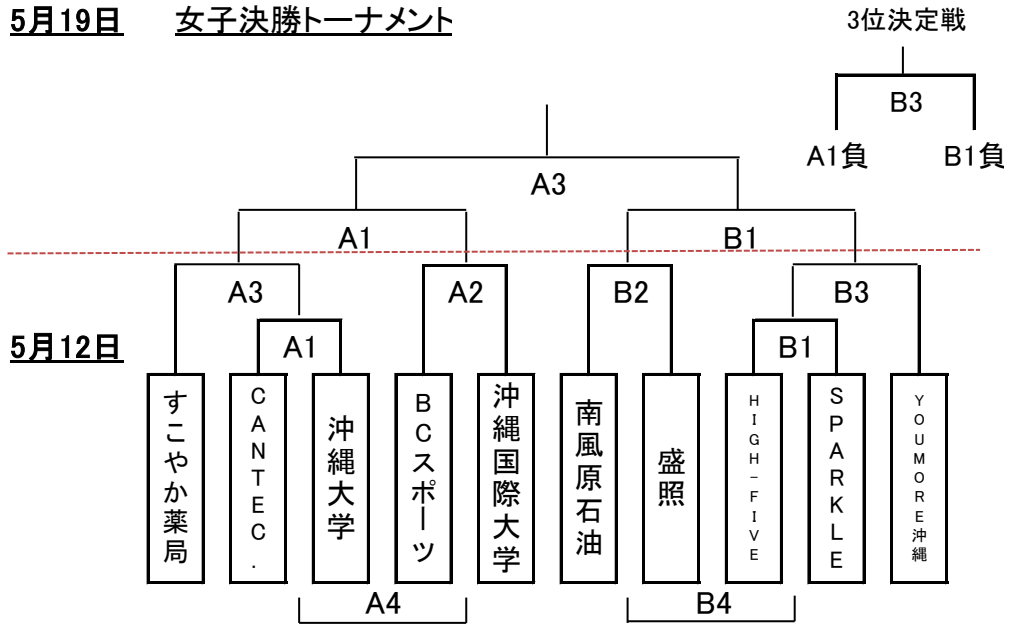 5月19日 女子決勝トーナメント
3位決定戦
B3
A1負 B1負
A3
A1 B1
A3 A2 B2 B3
5月12日
A1 B1
すこやか薬局
CANTEC.
沖縄大学
BCスポーツ
沖縄国際大学
南風原石油
盛照
HIGH-FIVE
SPARKLE
YOUMORE沖縄
A4 B4